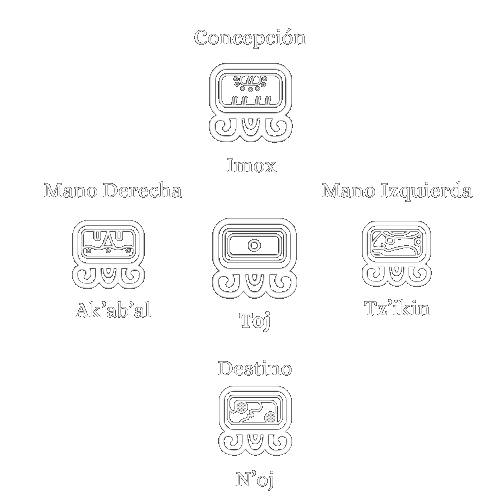 Concepción
Imox
Mano Derecha
Mano Izquierda
Ak'ab'al
Toj
Tz'ikin
Destino
N'oj